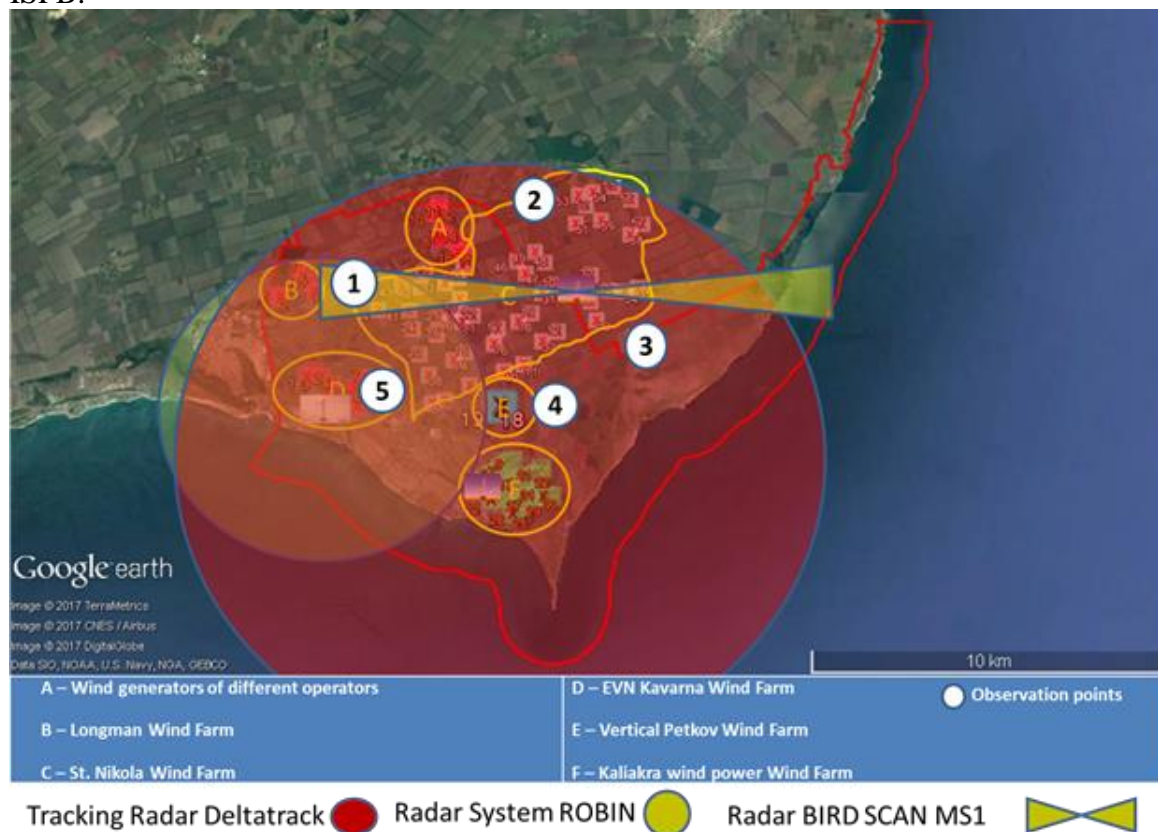 2
A
B
1
C
3
D
5
E
4
19
18
F
Google earth
Image © 2017 TerraMetrics
Image © 2017 CNES / Airbus
Image © 2017 DigitalGlobe
Data SIO, NOAA, U.S. Navy, NGA, GEBCO
10 km
A – Wind generators of different operators
B – Longman Wind Farm
C – St. Nikola Wind Farm
D – EVN Kavarna Wind Farm
E – Vertical Petkov Wind Farm
F – Kaliakra wind power Wind Farm
Observation points
Tracking Radar Deltatrack
Radar System ROBIN
Radar BIRD SCAN MS1